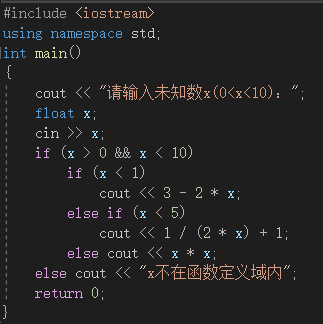 #include <iostream>
using namespace std;
int main()
{
    cout << "请输入未知数x(0<x<10)：";
    float x;
    cin >> x;
    if (x > 0 && x < 10)
        if (x < 1)
            cout << 3 - 2 * x;
        else if (x < 5)
            cout << 1 / (2 * x) + 1;
        else cout << x * x;
    else cout << "x不在函数定义域内";
    return 0;
}